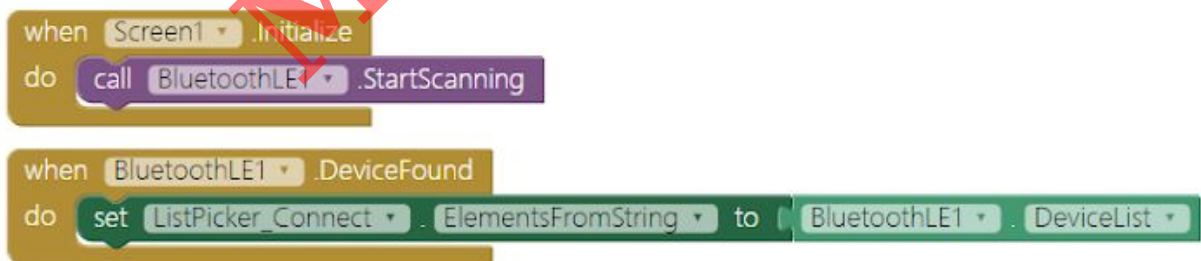 when Screen1 .Initialize
do call BluetoothLE1 .StartScanning
when BluetoothLE1 .DeviceFound
do set ListPicker_Connect . ElementsFromString to BluetoothLE1 . DeviceList